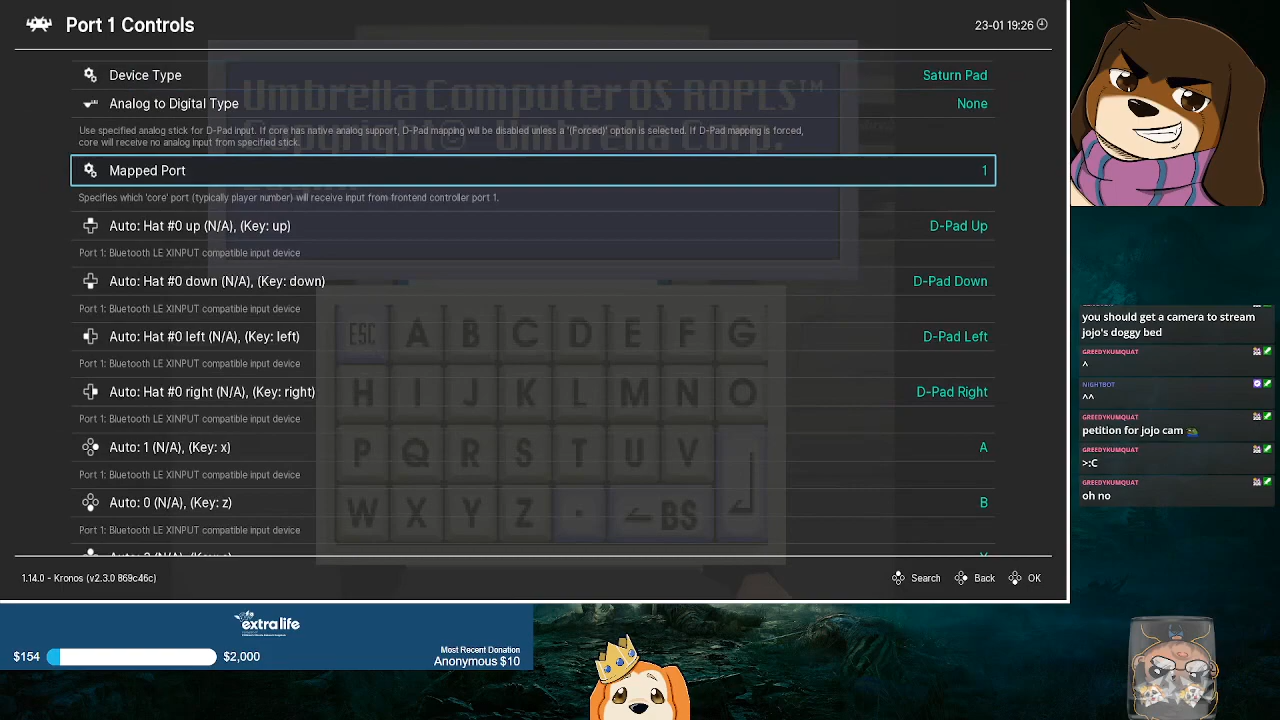 Port 1 Controls
23-01 19:26
Device Type
Saturn Pad
Umbrella Computer OS ROPLS™
Analog to Digital Type
None
Use specified analog stick for D-Pad input. If core has native analog support, D-Pad mapping will be disabled unless a '(Forced)' option is selected. If D-Pad mapping is forced,
core will receive no analog input from specified stick.
Copyright© Umbrella Corp.
Mapped Port
1
Specifies which 'core' port (typically player number) will receive input from frontend controller port 1.
Auto: Hat #0 up (N/A), (Key: up)
D-Pad Up
Port 1: Bluetooth LE XINPUT compatible input device
Auto: Hat #0 down (N/A), (Key: down)
D-Pad Down
Port 1: Bluetooth LE XINPUT compatible input device
Auto: Hat #0 left (N/A), (Key: left)
D-Pad Left
Port 1: Bluetooth LE XINPUT compatible input device
Auto: Hat #0 right (N/A), (Key: right)
D-Pad Right
Port 1: Bluetooth LE XINPUT compatible input device
Auto: 1 (N/A), (Key: x)
A
Port 1: Bluetooth LE XINPUT compatible input device
Auto: 0 (N/A), (Key: z)
B
Port 1: Bluetooth LE XINPUT compatible input device
ESC A B C D E F G
H I J K L M N O
P Q R S T U V
W X Y Z . ←BS
1.14.0 - Kronos (v2.3.0 869c46c)
Search
Back
OK
you should get a camera to stream
jojo's doggy bed
GREEDYKUMQUAT
^
NIGHTBOT
^^
GREEDYKUMQUAT
petition for jojo cam
GREEDYKUMQUAT
>:C
GREEDYKUMQUAT
oh no
extra life
$154
$2,000
Most Recent Donation
Anonymous $10